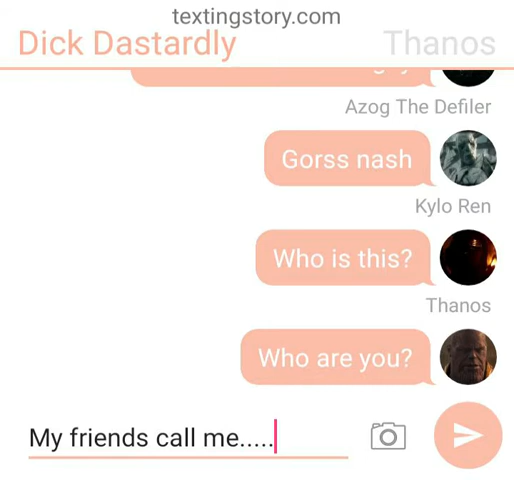 textingstory.com
Dick Dastardly Thanos
Azog The Defiler
Gorss nash
Kylo Ren
Who is this?
Thanos
Who are you?
My friends call me.....